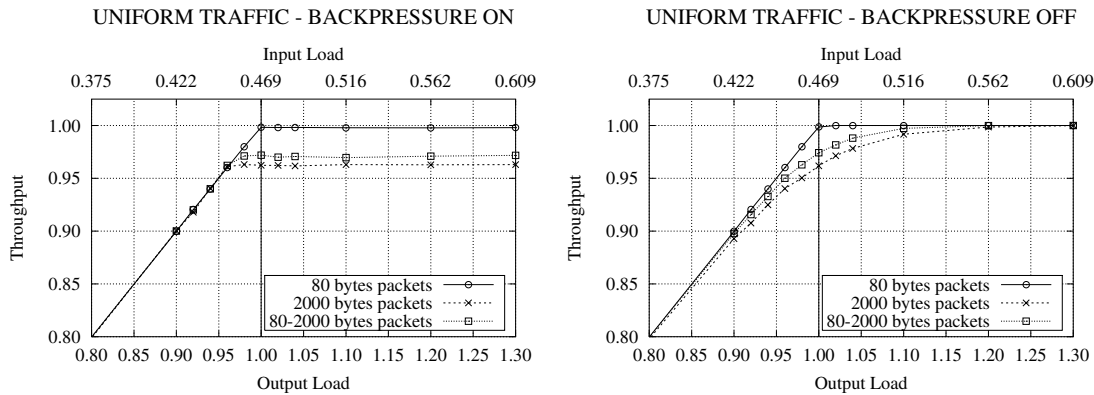 UNIFORM TRAFFIC - BACKPRESSURE ON
Input Load
0.375 0.422 0.469 0.516 0.562 0.609
1.00
0.95
0.90
0.85
0.80
Throughput
80 bytes packets
2000 bytes packets
80-2000 bytes packets
0.80 0.85 0.90 0.95 1.00 1.05 1.10 1.15 1.20 1.25 1.30
Output Load
UNIFORM TRAFFIC - BACKPRESSURE OFF
Input Load
0.375 0.422 0.469 0.516 0.562 0.609
1.00
0.95
0.90
0.85
0.80
Throughput
80 bytes packets
2000 bytes packets
80-2000 bytes packets
0.80 0.85 0.90 0.95 1.00 1.05 1.10 1.15 1.20 1.25 1.30
Output Load